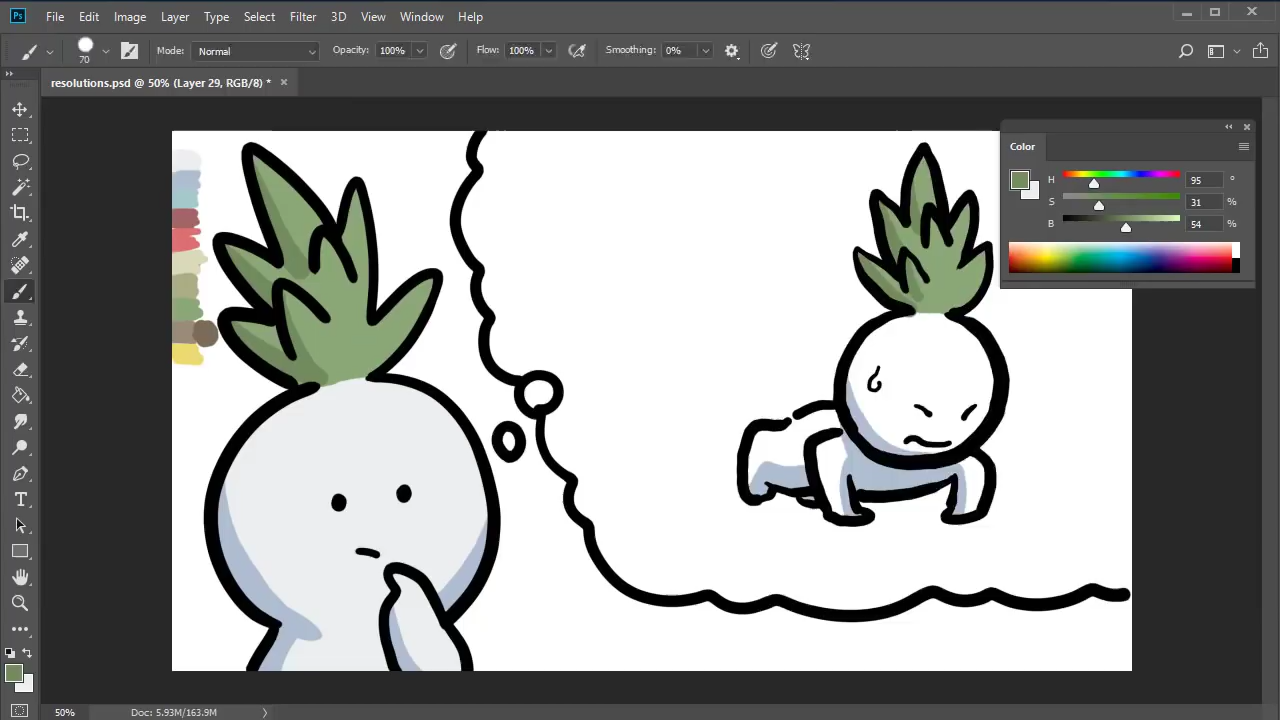 Ps File Edit Image Layer Type Select Filter 3D View Window Help
70 Mode: Normal Opacity: 100% Flow: 100% Smoothing: 0%
resolutions.psd @ 50% (Layer 29, RGB/8) *
Color
H 95 °
S 31 %
B 54 %
50% Doc: 5.93M/163.9M